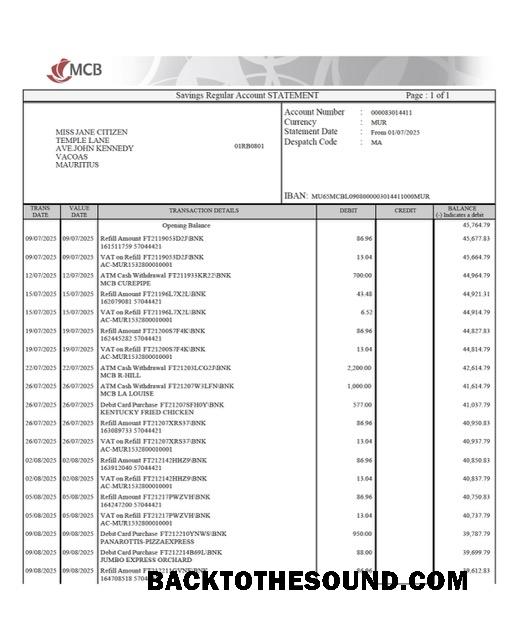 MCB
Savings Regular Account STATEMENT Page : 1 of 1
MISS JANE CITIZEN
TEMPLE LANE
AVE.JOHN KENNEDY
VACOAS
MAURITIUS
01RB0801
Account Number : 000083014411
Currency : MUR
Statement Date : From 01/07/2025
Despatch Code : MA
IBAN: MU65MCBL0908000003014411000MUR
TRANS DATE VALUE DATE TRANSACTION DETAILS DEBIT CREDIT BALANCE (-) Indicates a debit
Opening Balance 45,764.79
09/07/2025 09/07/2025 Refill Amount FT2119053D2J\BNK 86.96 45,677.83
161511759 57044421
09/07/2025 09/07/2025 VAT on Refill FT2119053D2J\BNK 13.04 45,664.79
AC-MUR1532800010001
12/07/2025 12/07/2025 ATM Cash Withdrawal FT211933KR22\BNK 700.00 44,964.79
MCB CUREPIPE
15/07/2025 15/07/2025 Refill Amount FT21196L7X2L\BNK 43.48 44,921.31
162079081 57044421
15/07/2025 15/07/2025 VAT on Refill FT21196L7X2L\BNK 6.52 44,914.79
AC-MUR1532800010001
19/07/2025 19/07/2025 Refill Amount FT21200S7F4K\BNK 86.96 44,827.83
162445282 57044421
19/07/2025 19/07/2025 VAT on Refill FT21200S7F4K\BNK 13.04 44,814.79
AC-MUR1532800010001
22/07/2025 22/07/2025 ATM Cash Withdrawal FT21203LCG2J\BNK 2,200.00 42,614.79
MCB R-HILL
26/07/2025 26/07/2025 ATM Cash Withdrawal FT21207W3LFN\BNK 1,000.00 41,614.79
MCB LA LOUISE
26/07/2025 26/07/2025 Debit Card Purchase FT21207SFH0Y\BNK 577.00 41,037.79
KENTUCKY FRIED CHICKEN
26/07/2025 26/07/2025 Refill Amount FT21207XRS37\BNK 86.96 40,950.83
163089733 57044421
26/07/2025 26/07/2025 VAT on Refill FT21207XRS37\BNK 13.04 40,937.79
AC-MUR1532800010001
02/08/2025 02/08/2025 Refill Amount FT212142HHZ9\BNK 86.96 40,850.83
163912040 57044421
02/08/2025 02/08/2025 VAT on Refill FT212142HHZ9\BNK 13.04 40,837.79
AC-MUR1532800010001
05/08/2025 05/08/2025 Refill Amount FT21217PWZVH\BNK 86.96 40,750.83
164247200 57044421
05/08/2025 05/08/2025 VAT on Refill FT21217PWZVH\BNK 13.04 40,737.79
AC-MUR1532800010001
09/08/2025 09/08/2025 Debit Card Purchase FT212210YNWS\BNK 950.00 39,787.79
PANAROTTIS-PIZZAEXPRESS
09/08/2025 09/08/2025 Debit Card Purchase FT212214B69L\BNK 88.00 39,699.79
JUMBO EXPRESS ORCHARD
09/08/2025 09/08/2025 Refill Amount 86.96 39,612.83
164708518
BACKTOTHESOUND.COM